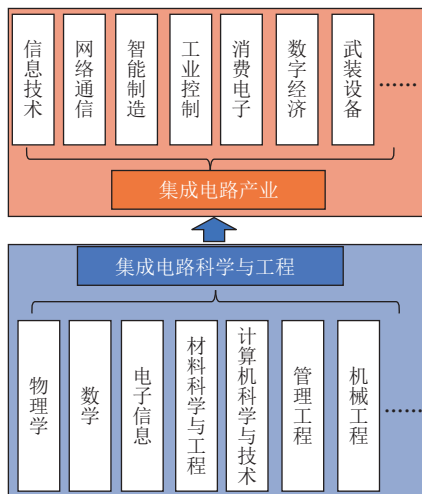 信息技术
网络通信
智能制造
工业控制
消费电子
数字经济
武装设备
……
集成电路产业
集成电路科学与工程
物理学
数学
电子信息
材料科学与工程
计算机科学与技术
管理工程
机械工程
……